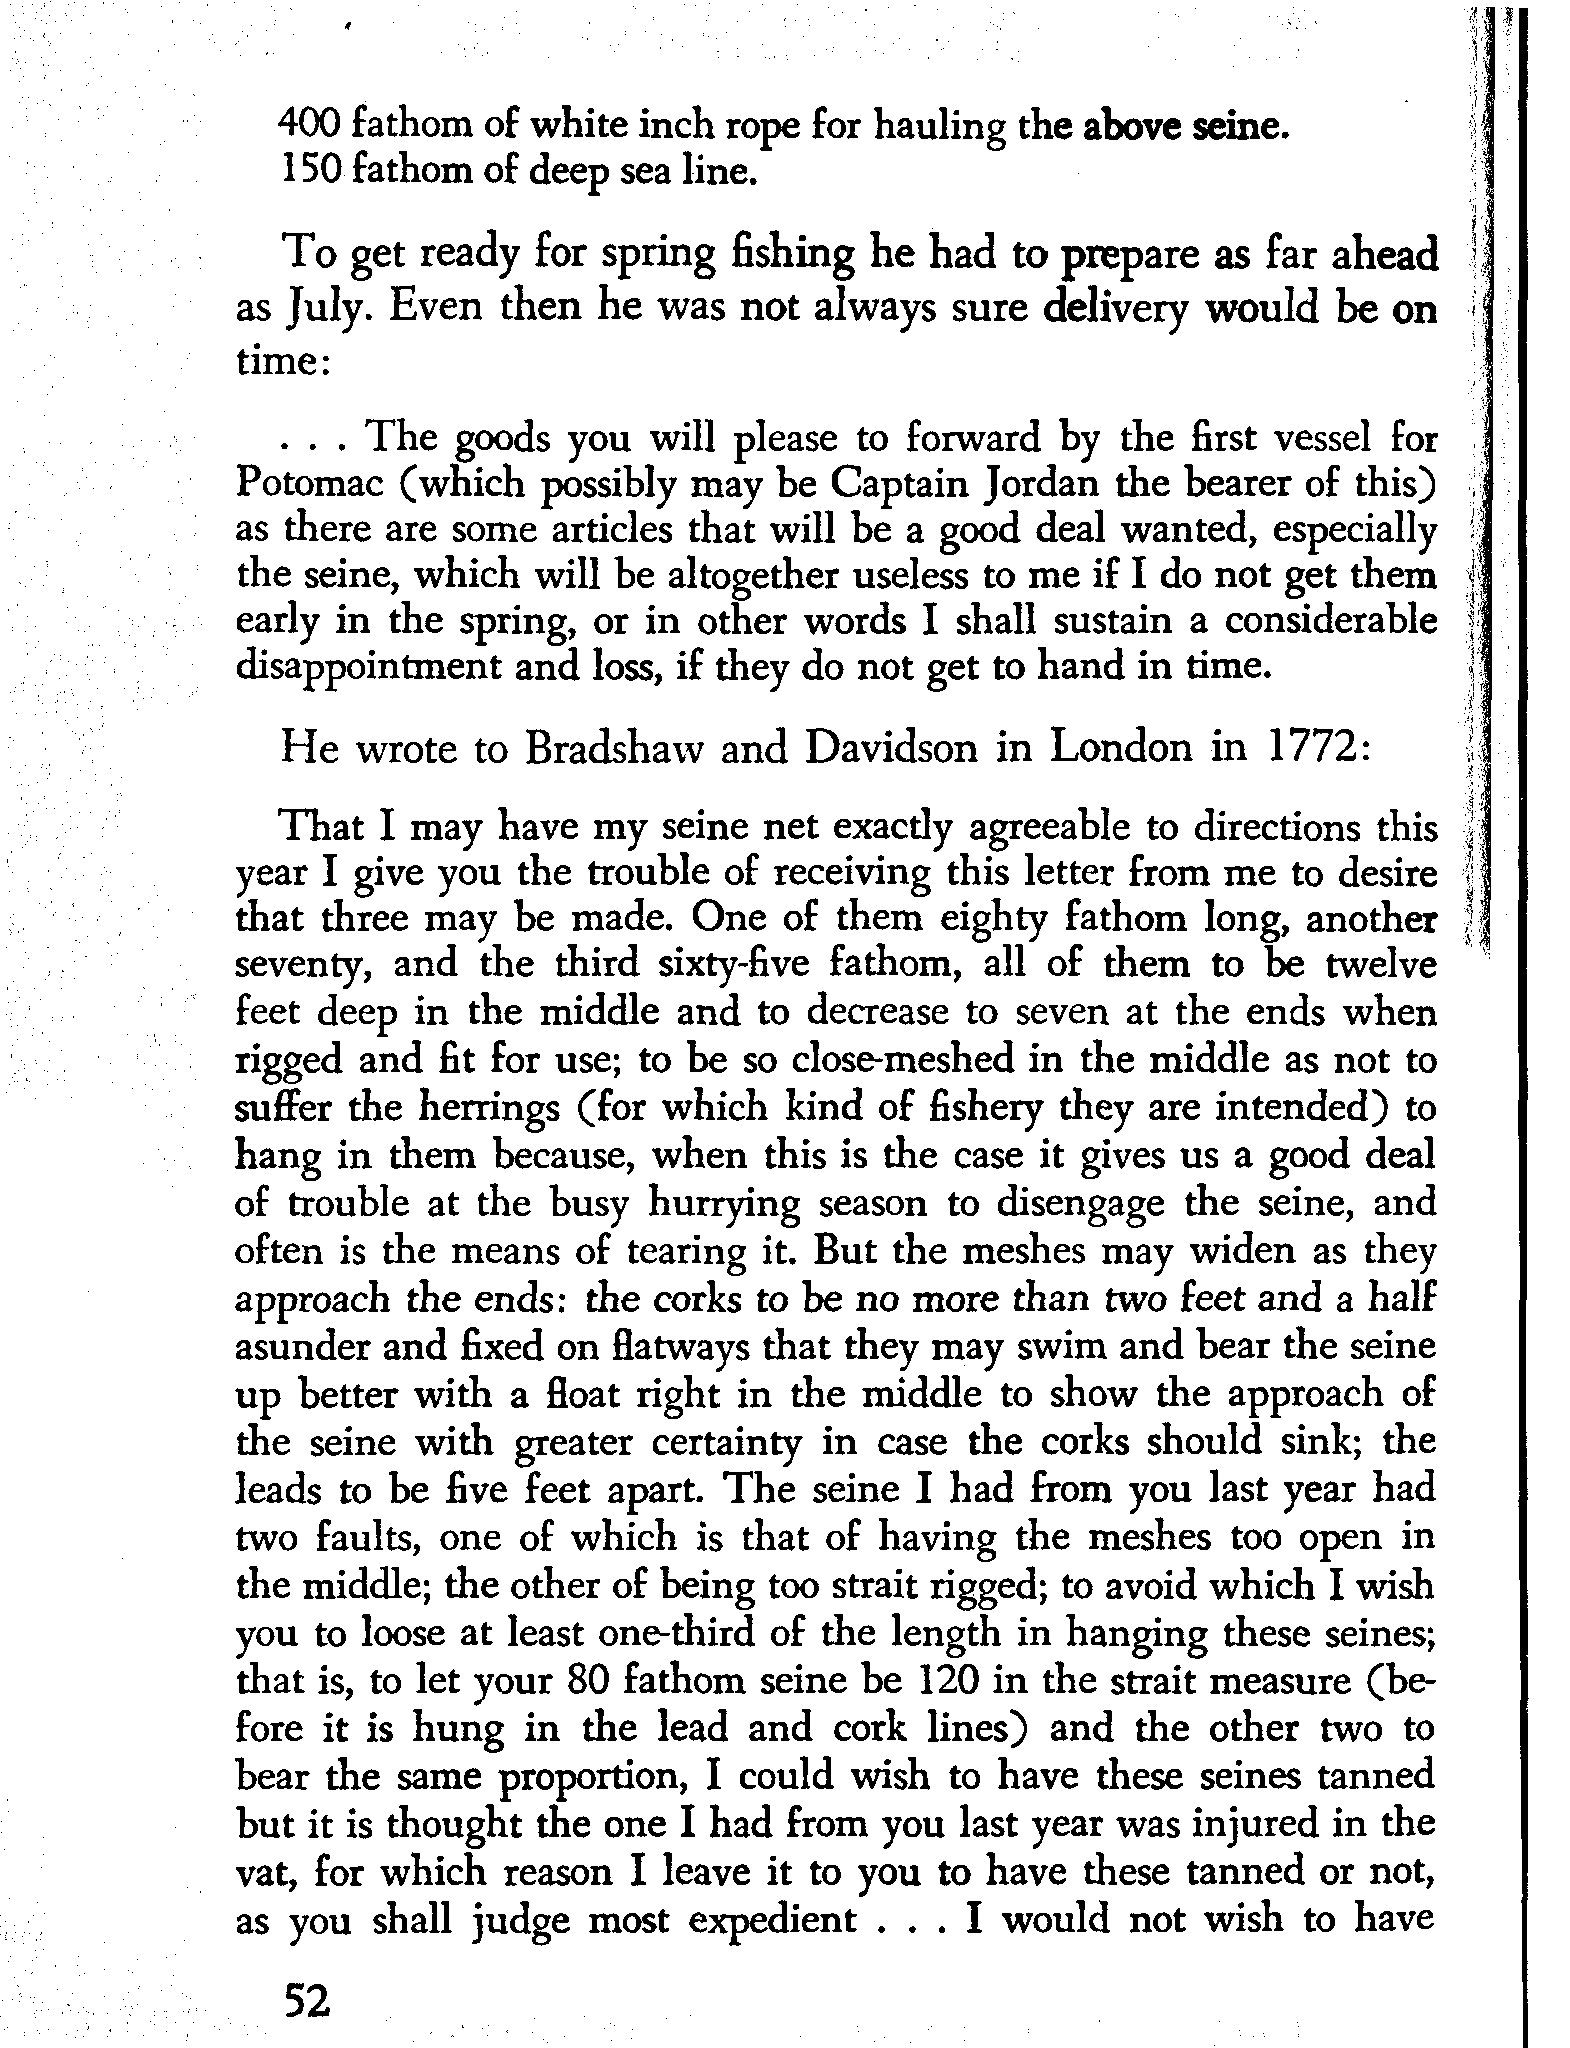 400 fathom of white inch rope for hauling the above seine.
150 fathom of deep sea line.
To get ready for spring fishing he had to prepare as far ahead
as July. Even then he was not always sure delivery would be on
time:
. . . The goods you will please to forward by the first vessel for
Potomac (which possibly may be Captain Jordan the bearer of this)
as there are some articles that will be a good deal wanted, especially
the seine, which will be altogether useless to me if I do not get them
early in the spring, or in other words I shall sustain a considerable
disappointment and loss, if they do not get to hand in time.
He wrote to Bradshaw and Davidson in London in 1772:
That I may have my seine net exactly agreeable to directions this
year I give you the trouble of receiving this letter from me to desire
that three may be made. One of them eighty fathom long, another
seventy, and the third sixty-five fathom, all of them to be twelve
feet deep in the middle and to decrease to seven at the ends when
rigged and fit for use; to be so close-meshed in the middle as not to
suffer the herrings (for which kind of fishery they are intended) to
hang in them because, when this is the case it gives us a good deal
of trouble at the busy hurrying season to disengage the seine, and
often is the means of tearing it. But the meshes may widen as they
approach the ends: the corks to be no more than two feet and a half
asunder and fixed on flatways that they may swim and bear the seine
up better with a float right in the middle to show the approach of
the seine with greater certainty in case the corks should sink; the
leads to be five feet apart. The seine I had from you last year had
two faults, one of which is that of having the meshes too open in
the middle; the other of being too strait rigged; to avoid which I wish
you to loose at least one-third of the length in hanging these seines;
that is, to let your 80 fathom seine be 120 in the strait measure (be-
fore it is hung in the lead and cork lines) and the other two to
bear the same proportion, I could wish to have these seines tanned
but it is thought the one I had from you last year was injured in the
vat, for which reason I leave it to you to have these tanned or not,
as you shall judge most expedient . . . I would not wish to have
52